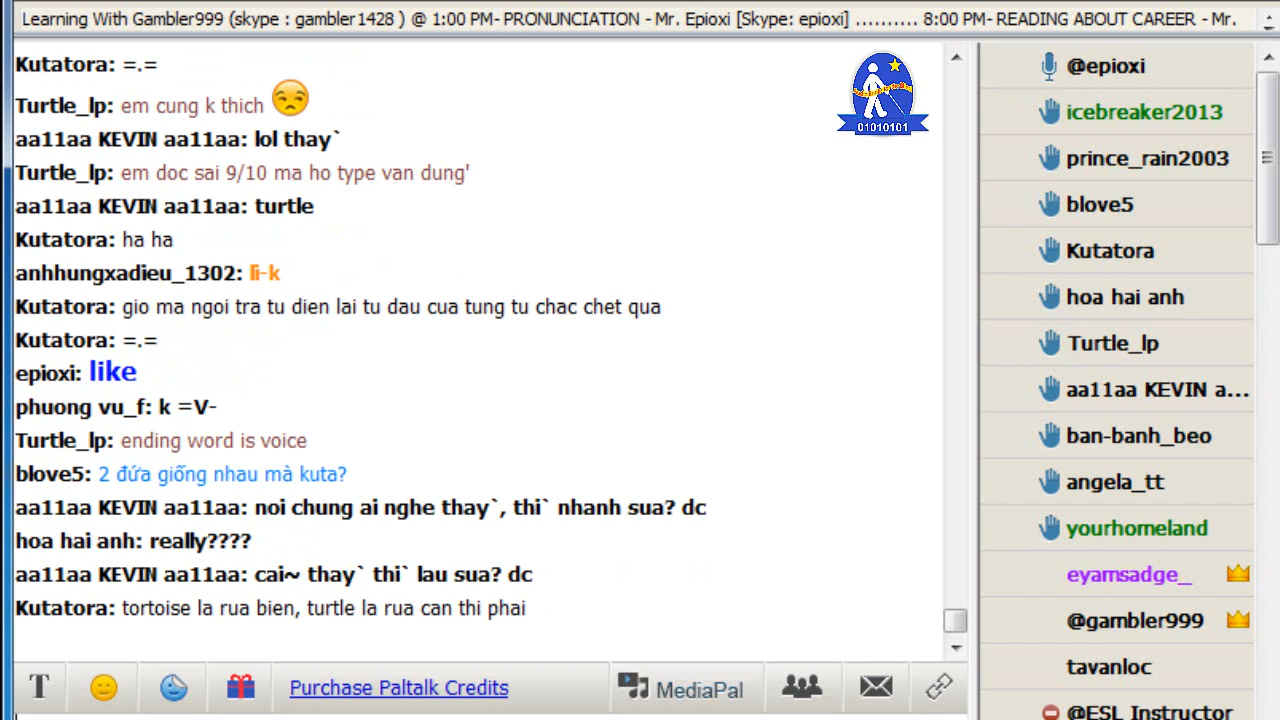 Learning With Gambler999 (skype : gambler1428 ) @ 1:00 PM- PRONUNCIATION - Mr. Epioxi [Skype: epioxi] .......... 8:00 PM- READING ABOUT CAREER - Mr.
Kutatora: =.=
Turtle_lp: em cung k thich
aa11aa KEVIN aa11aa: lol thay`
Turtle_lp: em doc sai 9/10 ma ho type van dung'
aa11aa KEVIN aa11aa: turtle
Kutatora: ha ha
anhhungxadieu_1302: li-k
Kutatora: gio ma ngoi tra tu dien lai tu dau cua tung tu chac chet qua
Kutatora: =.=
epioxi: like
phuong vu_f: k =V-
Turtle_lp: ending word is voice
blove5: 2 đứa giống nhau mà kuta?
aa11aa KEVIN aa11aa: noi chung ai nghe thay`, thi` nhanh sua? dc
hoa hai anh: really????
aa11aa KEVIN aa11aa: cai~ thay` thi` lau sua? dc
Kutatora: tortoise la rua bien, turtle la rua can thi phai
01010101
T
Purchase Paltalk Credits
MediaPal
@epioxi
icebreaker2013
prince_rain2003
blove5
Kutatora
hoa hai anh
Turtle_lp
aa11aa KEVIN a...
ban-banh_beo
angela_tt
yourhomeland
eyamsadge_
@gambler999
tavanloc
@ESL Instructor